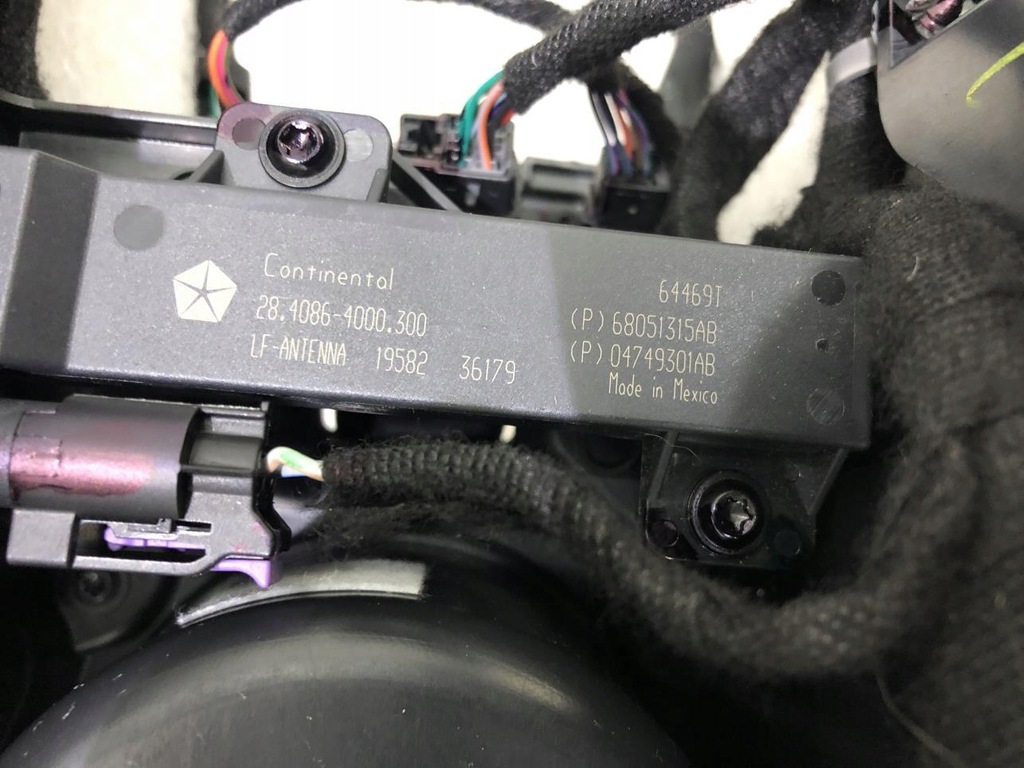 Continental
28.4086-4000.300
LF-ANTENNA 19582 36179
64469T
(P)68051315AB
(P)04749301AB
Made in Mexico